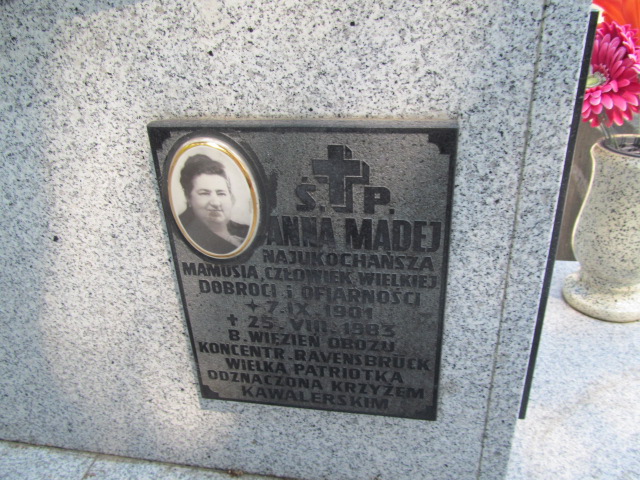 Ś. P.
ANNA MADEJ
NAJUKOCHAŃSZA
MAMUSIA, CZŁOWIEK WIELKIEJ
DOBROCI i OFIARNOŚCI
* 7. IX. 1901
✝ 25. VIII. 1983
B. WIĘZIEŃ OBOZU
KONCENTR. RAVENSBRÜCK
WIELKA PATRIOTKA
ODZNACZONA KRZYŻEM
KAWALERSKIM